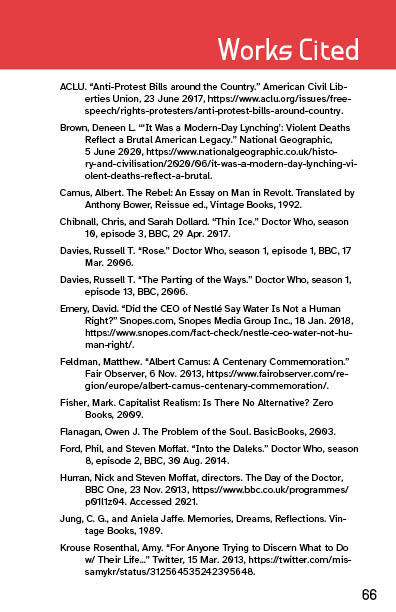 Works Cited
ACLU. “Anti-Protest Bills around the Country.” American Civil Lib-
erties Union, 23 June 2017, https://www.aclu.org/issues/free-
speech/rights-protesters/anti-protest-bills-around-country.
Brown, Deneen L. “‘It Was a Modern-Day Lynching’: Violent Deaths
Reflect a Brutal American Legacy.” National Geographic,
5 June 2020, https://www.nationalgeographic.co.uk/histo-
ry-and-civilisation/2020/06/it-was-a-modern-day-lynching-vi-
olent-deaths-reflect-a-brutal.
Camus, Albert. The Rebel: An Essay on Man in Revolt. Translated by
Anthony Bower, Reissue ed., Vintage Books, 1992.
Chibnall, Chris, and Sarah Dollard. “Thin Ice.” Doctor Who, season
10, episode 3, BBC, 29 Apr. 2017.
Davies, Russell T. “Rose.” Doctor Who, season 1, episode 1, BBC, 17
Mar. 2006.
Davies, Russell T. “The Parting of the Ways.” Doctor Who, season 1,
episode 13, BBC, 2006.
Emery, David. “Did the CEO of Nestlé Say Water Is Not a Human
Right?” Snopes.com, Snopes Media Group Inc., 18 Jan. 2018,
https://www.snopes.com/fact-check/nestle-ceo-water-not-hu-
man-right/.
Feldman, Matthew. “Albert Camus: A Centenary Commemoration.”
Fair Observer, 6 Nov. 2013, https://www.fairobserver.com/re-
gion/europe/albert-camus-centenary-commemoration/.
Fisher, Mark. Capitalist Realism: Is There No Alternative? Zero
Books, 2009.
Flanagan, Owen J. The Problem of the Soul. BasicBooks, 2003.
Ford, Phil, and Steven Moffat. “Into the Daleks.” Doctor Who, season
8, episode 2, BBC, 30 Aug. 2014.
Hurran, Nick and Steven Moffat, directors. The Day of the Doctor,
BBC One, 23 Nov. 2013, https://www.bbc.co.uk/programmes/
p01l1z04. Accessed 2021.
Jung, C. G., and Aniela Jaffe. Memories, Dreams, Reflections. Vin-
tage Books, 1989.
Krouse Rosenthal, Amy. “For Anyone Trying to Discern What to Do
w/ Their Life...” Twitter, 15 Mar. 2013, https://twitter.com/mis-
samykr/status/312564535242395648.
66